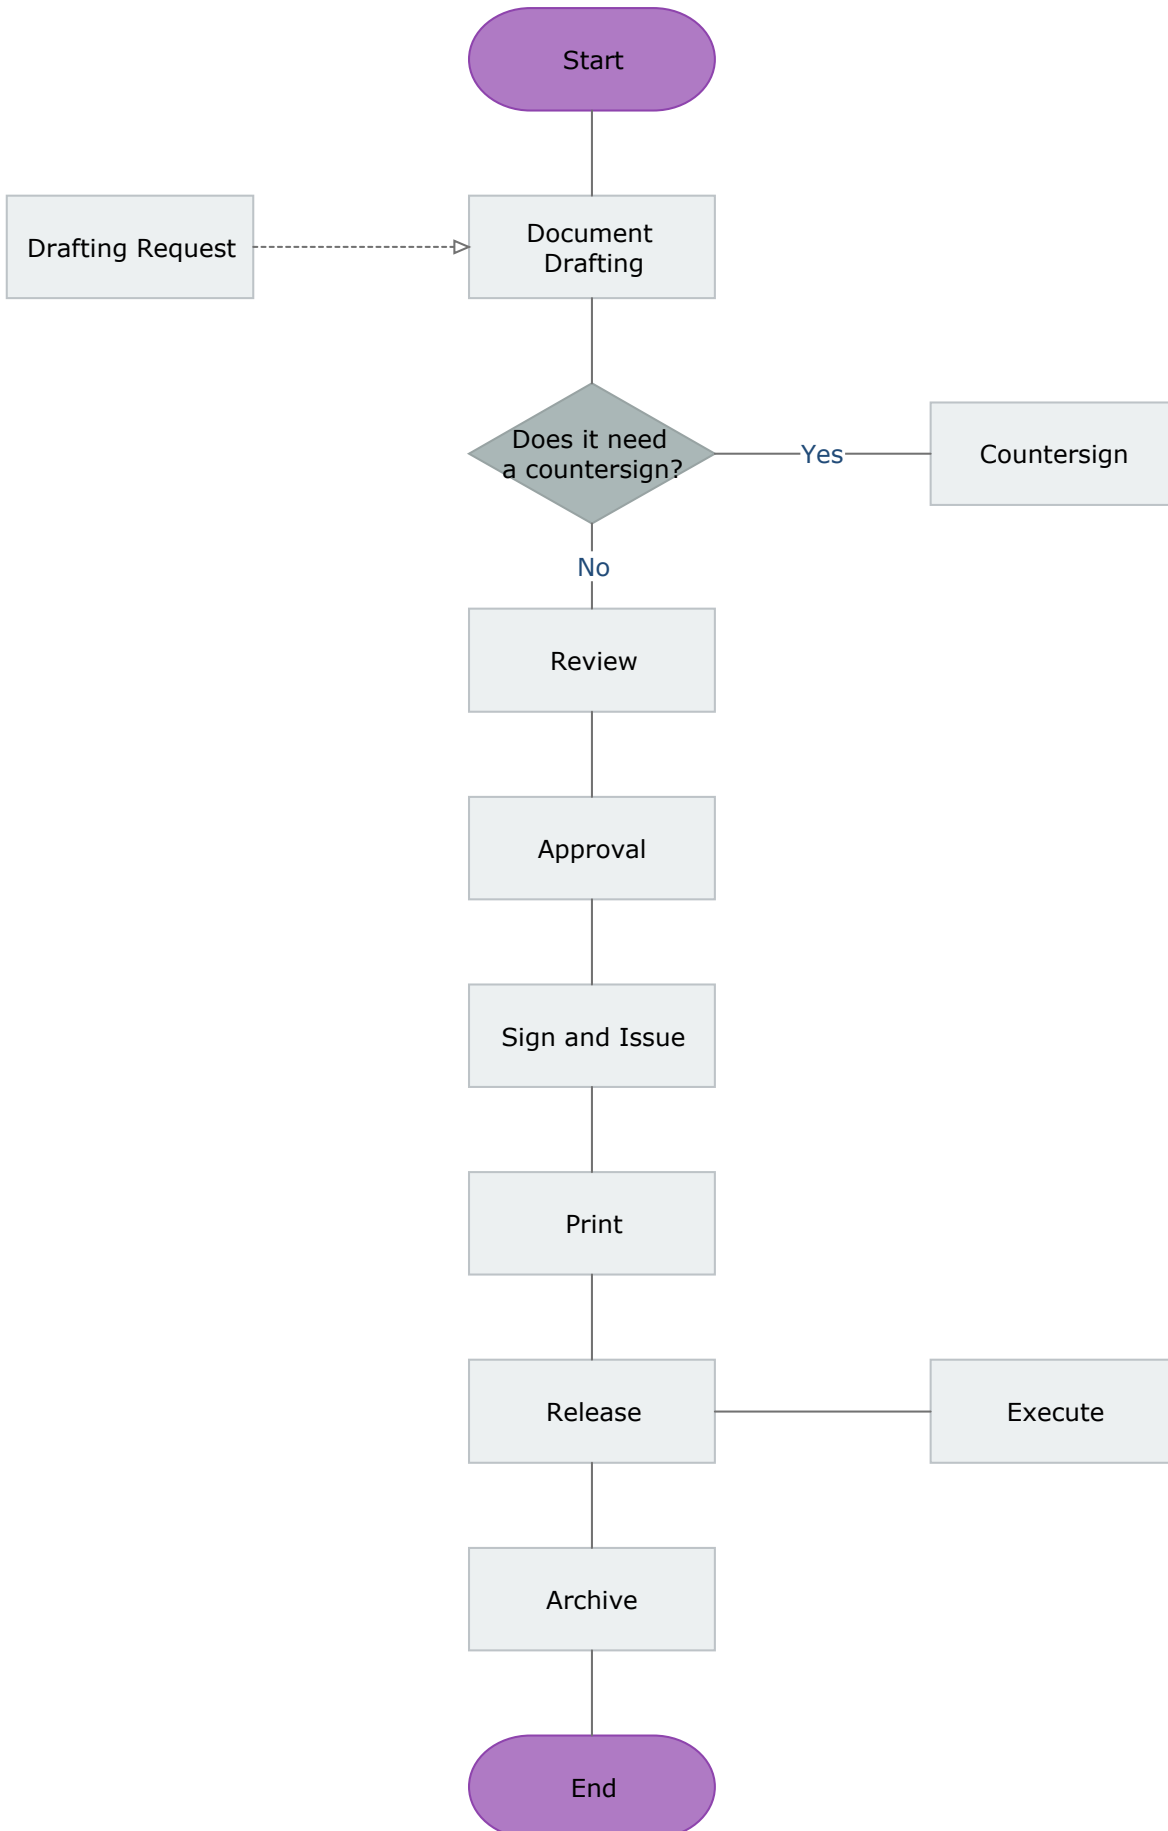 Start
Drafting Request
Document
Drafting
Does it need
a countersign?
Yes
Countersign
No
Review
Approval
Sign and Issue
Print
Release
Execute
Archive
End